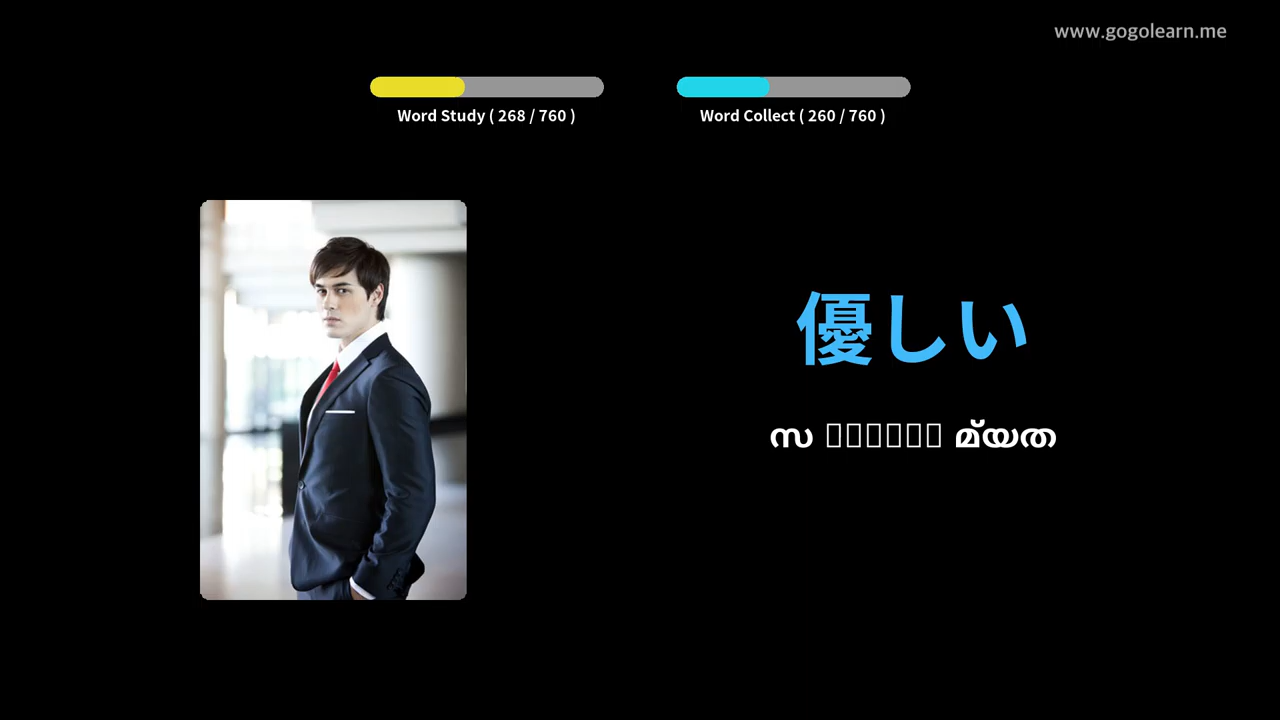 www.gogolearn.me
Word Study ( 268 / 760 )
Word Collect ( 260 / 760 )
優しい
സ □□□□□□ മ്യത